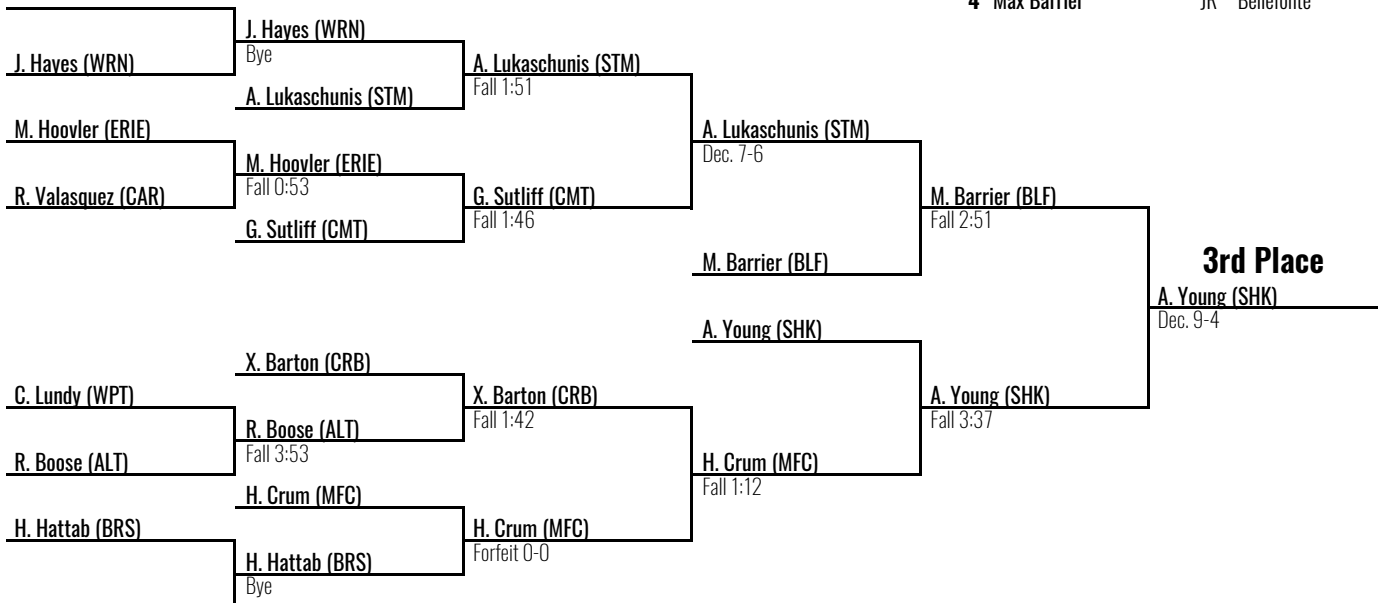 4 Max Barrier JR Bellefonte
J. Hayes (WRN)
Bye
J. Hayes (WRN)
A. Lukaschunis (STM)
Fall 1:51
A. Lukaschunis (STM)
M. Hoovler (ERIE)
A. Lukaschunis (STM)
Dec. 7-6
M. Hoovler (ERIE)
Fall 0:53
R. Valasquez (CAR)
G. Sutliff (CMT)
Fall 1:46
M. Barrier (BLF)
Fall 2:51
G. Sutliff (CMT)
M. Barrier (BLF)
3rd Place
A. Young (SHK)
Dec. 9-4
A. Young (SHK)
X. Barton (CRB)
C. Lundy (WPT)
X. Barton (CRB)
Fall 1:42
A. Young (SHK)
Fall 3:37
R. Boose (ALT)
Fall 3:53
R. Boose (ALT)
H. Crum (MFC)
Fall 1:12
H. Crum (MFC)
H. Hattab (BRS)
H. Crum (MFC)
Forfeit 0-0
H. Hattab (BRS)
Bye